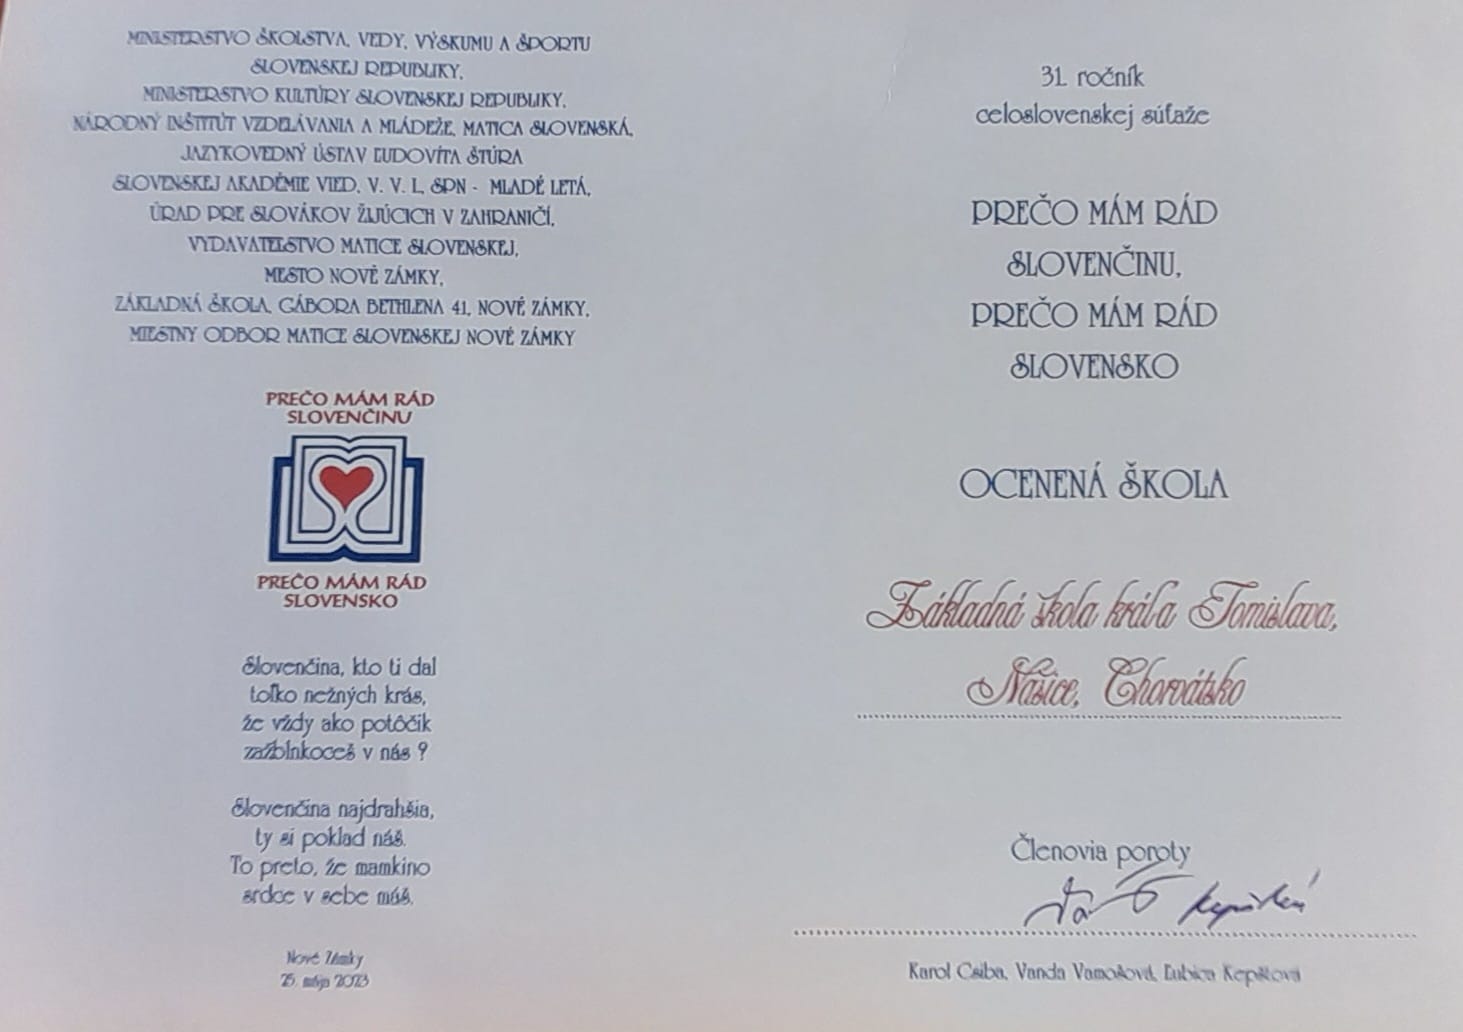 MINISTERSTVO ŠKOLSTVA, VEDY, VÝSKUMU A ŠPORTU
SLOVENSKEJ REPUBLIKY,
MINISTERSTVO KULTÚRY SLOVENSKEJ REPUBLIKY,
NÁRODNÝ INŠTITÚT VZDELÁVANIA A MLÁDEŽE, MATICA SLOVENSKÁ,
JAZYKOVEDNÝ ÚSTAV ĽUDOVÍTA ŠTÚRA
SLOVENSKEJ AKADÉMIE VIED, V. V. I., SPN - MLADÉ LETÁ,
ÚRAD PRE SLOVÁKOV ŽIJÚCICH V ZAHRANIČÍ,
VYDAVATEĽSTVO MATICE SLOVENSKEJ,
MESTO NOVÉ ZÁMKY,
ZÁKLADNÁ ŠKOLA, GÁBORA BETHLENA 41, NOVÉ ZÁMKY,
MIESTNY ODBOR MATICE SLOVENSKEJ NOVÉ ZÁMKY
PREČO MÁM RÁD
SLOVENČINU
PREČO MÁM RÁD
SLOVENSKO
Slovenčina, kto ti dal
toľko nežných krás,
že vždy ako potôčik
zažblnkoceš v nás ?
Slovenčina najdrahšia,
ty si poklad náš.
To preto, že mamkino
srdce v sebe máš.
Nové Zámky
25. mája 2023
31. ročník
celoslovenskej súťaže
PREČO MÁM RÁD
SLOVENČINU,
PREČO MÁM RÁD
SLOVENSKO
OCENENÁ ŠKOLA
Základná škola kráľa Tomislava,
Našice, Chorvátsko
Členovia poroty
Karol Csiba, Vanda Vamošová, Ľubica Kepštová